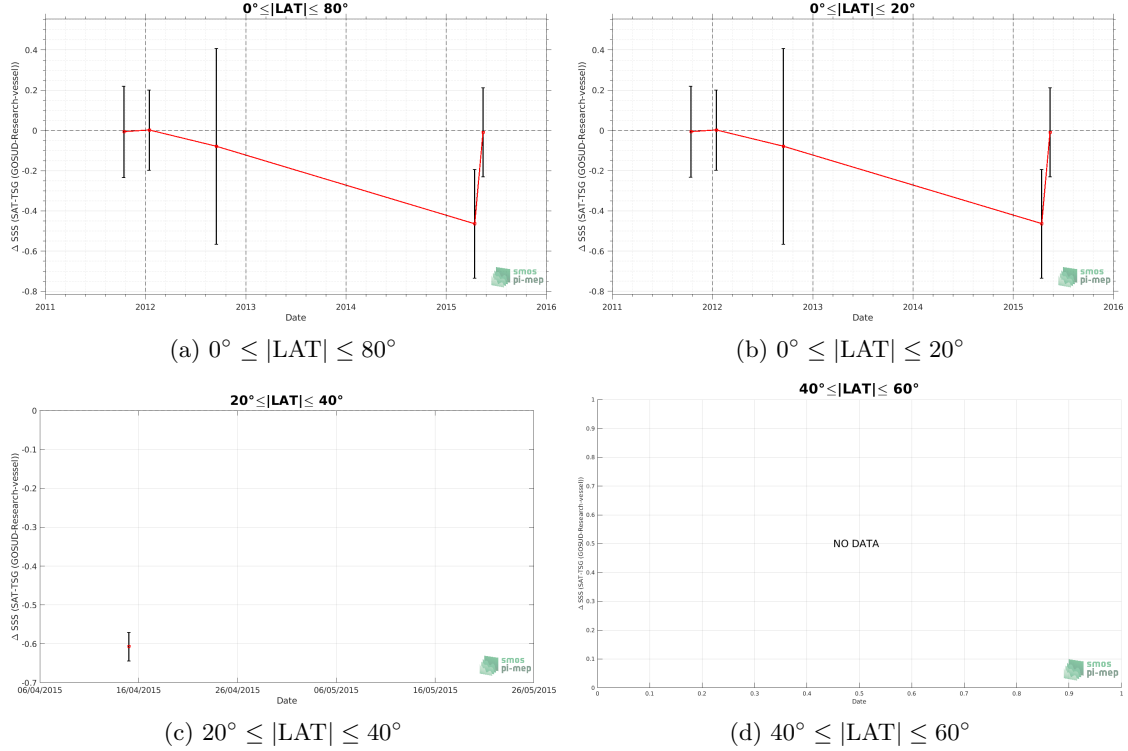 0°≤|LAT|≤ 80°
Δ SSS (SAT-TSG (GOSUD-Research-vessel))
0.4
0.2
0
-0.2
-0.4
-0.6
-0.8
2011 2012 2013 2014 2015 2016
Date
smos
pi-mep
(a) 0° ≤ |LAT| ≤ 80°
0°≤|LAT|≤ 20°
Δ SSS (SAT-TSG (GOSUD-Research-vessel))
0.4
0.2
0
-0.2
-0.4
-0.6
-0.8
2011 2012 2013 2014 2015 2016
Date
smos
pi-mep
(b) 0° ≤ |LAT| ≤ 20°
20°≤|LAT|≤ 40°
Δ SSS (SAT-TSG (GOSUD-Research-vessel))
0
-0.1
-0.2
-0.3
-0.4
-0.5
-0.6
-0.7
06/04/2015 16/04/2015 26/04/2015 06/05/2015 16/05/2015 26/05/2015
Date
smos
pi-mep
(c) 20° ≤ |LAT| ≤ 40°
40°≤|LAT|≤ 60°
Δ SSS (SAT-TSG (GOSUD-Research-vessel))
1
0.9
0.8
0.7
0.6
0.5
0.4
0.3
0.2
0.1
0
NO DATA
0 0.1 0.2 0.3 0.4 0.5 0.6 0.7 0.8 0.9 1
Date
smos
pi-mep
(d) 40° ≤ |LAT| ≤ 60°